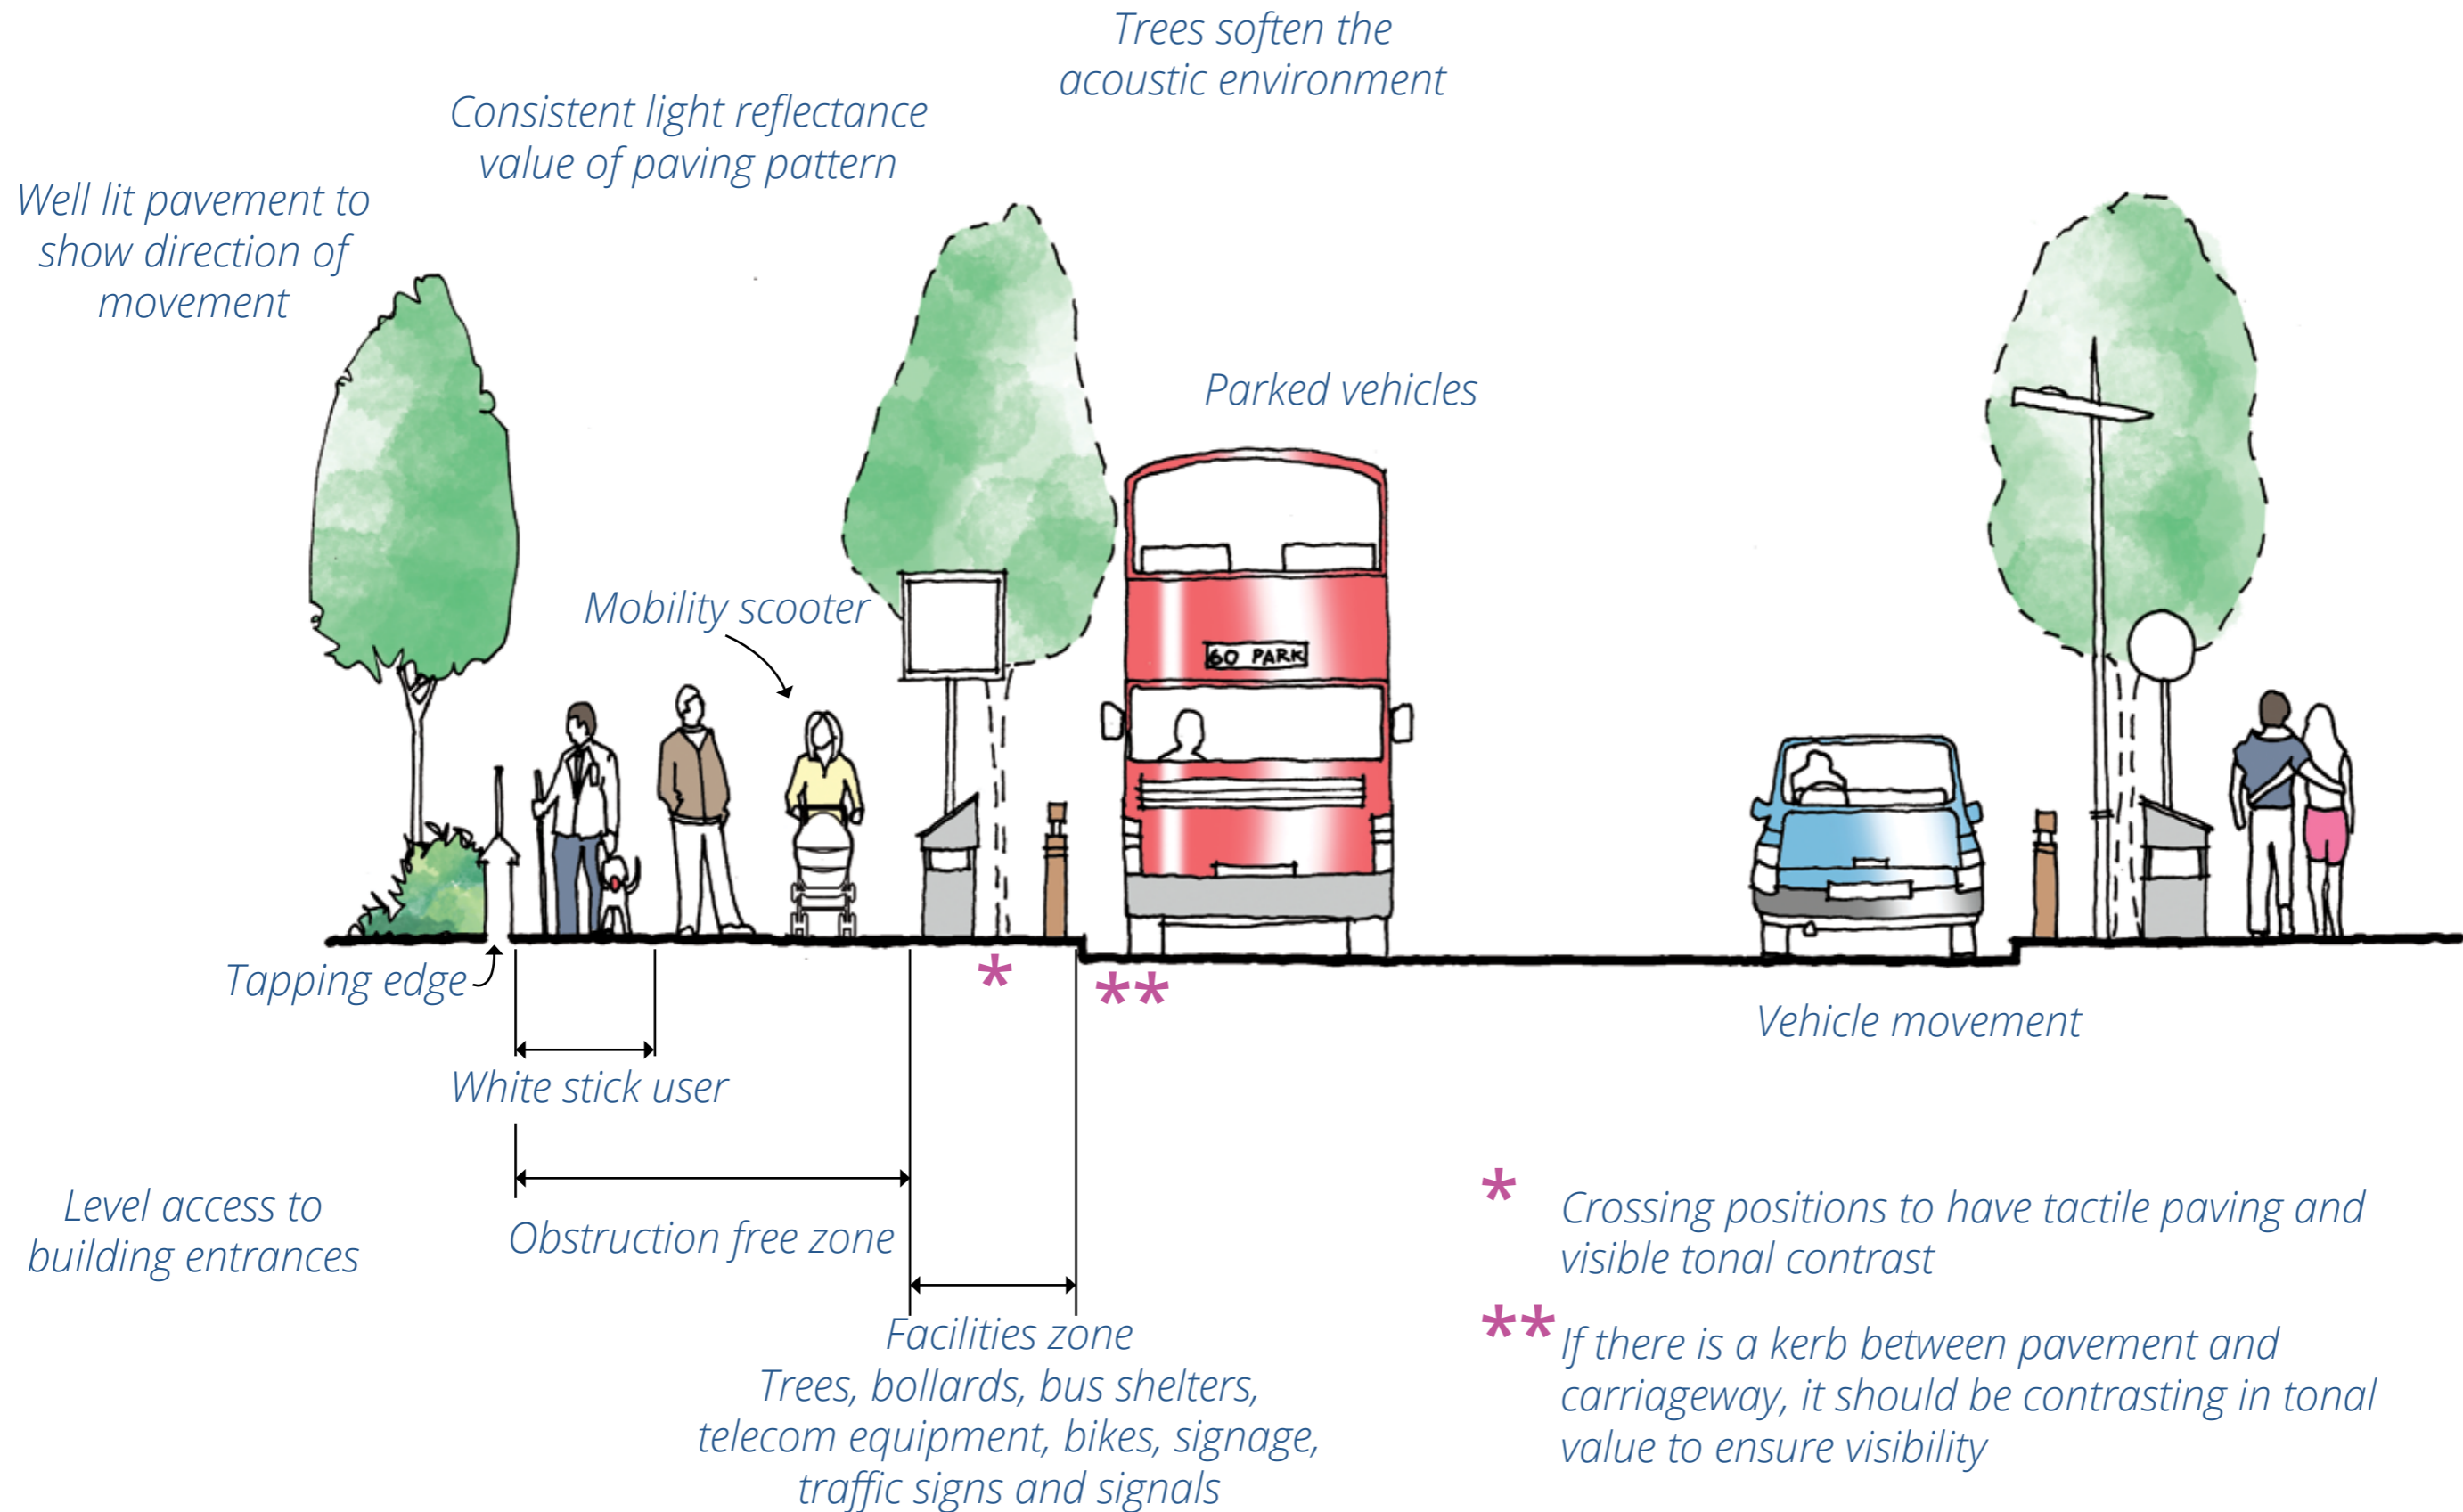 Trees soften the
acoustic environment
Consistent light reflectance
value of paving pattern
Well lit pavement to
show direction of
movement
Parked vehicles
Mobility scooter
60 PARK
Tapping edge
White stick user
Vehicle movement
Level access to
building entrances
Obstruction free zone
Facilities zone
Trees, bollards, bus shelters,
telecom equipment, bikes, signage,
traffic signs and signals
* Crossing positions to have tactile paving and
visible tonal contrast
** If there is a kerb between pavement and
carriageway, it should be contrasting in tonal
value to ensure visibility
*
**